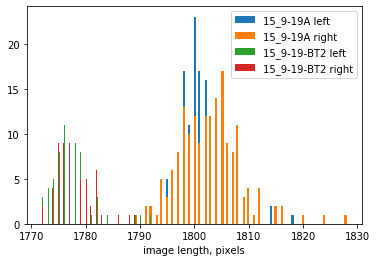 15_9-19A left
15_9-19A right
15_9-19-BT2 left
15_9-19-BT2 right
20
15
10
5
0
1770 1780 1790 1800 1810 1820 1830
image length, pixels